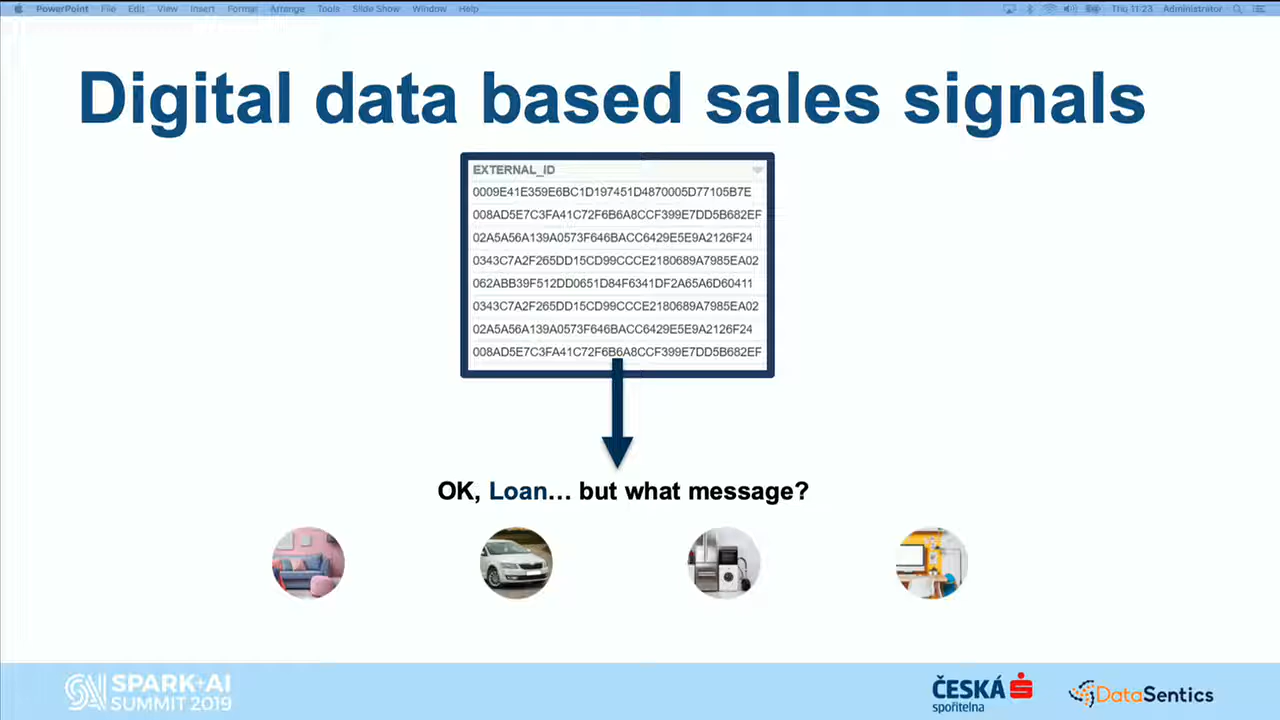 PowerPoint File Edit View Insert Format Arrange Tools Slide Show Window Help Thu 11:23 Administrator
Digital data based sales signals
EXTERNAL_ID
0009E41E359E6BC1D197451D4870005D77105B7E
008AD5E7C3FA41C72F6B6A8CCF399E7DD5B682EF
02A5A56A139A0573F646BACC6429E5E9A2126F24
0343C7A2F265DD15CD99CCCE2180689A7985EA02
062ABB39F512DD0651D84F6341DF2A65A6D60411
0343C7A2F265DD15CD99CCCE2180689A7985EA02
02A5A56A139A0573F646BACC6429E5E9A2126F24
008AD5E7C3FA41C72F6B6A8CCF399E7DD5B682EF
OK, Loan... but what message?
SPARK+AI
SUMMIT 2019
ČESKÁ
spořitelna
DataSentics